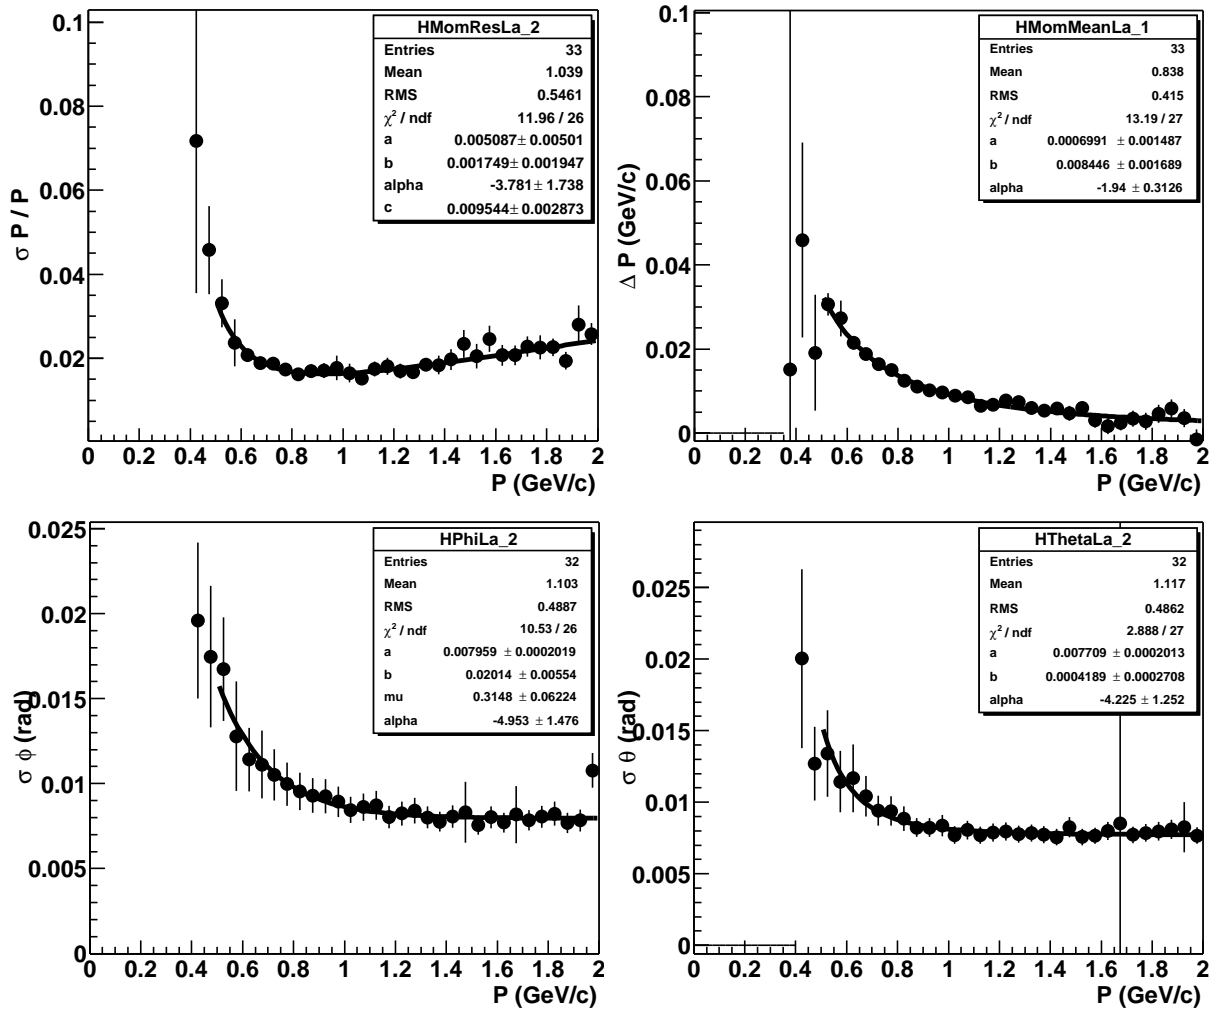 HMomResLa_2
Entries 33
Mean 1.039
RMS 0.5461
χ² / ndf 11.96 / 26
a 0.005087± 0.00501
b 0.001749± 0.001947
alpha -3.781± 1.738
c 0.009544± 0.002873
0.1
0.08
0.06
0.04
0.02
σ P / P
0 0.2 0.4 0.6 0.8 1 1.2 1.4 1.6 1.8 2
P (GeV/c)
HMomMeanLa_1
Entries 33
Mean 0.838
RMS 0.415
χ² / ndf 13.19 / 27
a 0.0006991 ± 0.001487
b 0.008446 ± 0.001689
alpha -1.94 ± 0.3126
0.1
0.08
0.06
0.04
0.02
0
Δ P (GeV/c)
0 0.2 0.4 0.6 0.8 1 1.2 1.4 1.6 1.8 2
P (GeV/c)
HPhiLa_2
Entries 32
Mean 1.103
RMS 0.4887
χ² / ndf 10.53 / 26
a 0.007959 ± 0.0002019
b 0.02014 ± 0.00554
mu 0.3148 ± 0.06224
alpha -4.953 ± 1.476
0.025
0.02
0.015
0.01
0.005
0
σ ϕ (rad)
0 0.2 0.4 0.6 0.8 1 1.2 1.4 1.6 1.8 2
P (GeV/c)
HThetaLa_2
Entries 32
Mean 1.117
RMS 0.4862
χ² / ndf 2.888 / 27
a 0.007709 ± 0.0002013
b 0.0004189 ± 0.0002708
alpha -4.225 ± 1.252
0.025
0.02
0.015
0.01
0.005
0
σ θ (rad)
0 0.2 0.4 0.6 0.8 1 1.2 1.4 1.6 1.8 2
P (GeV/c)